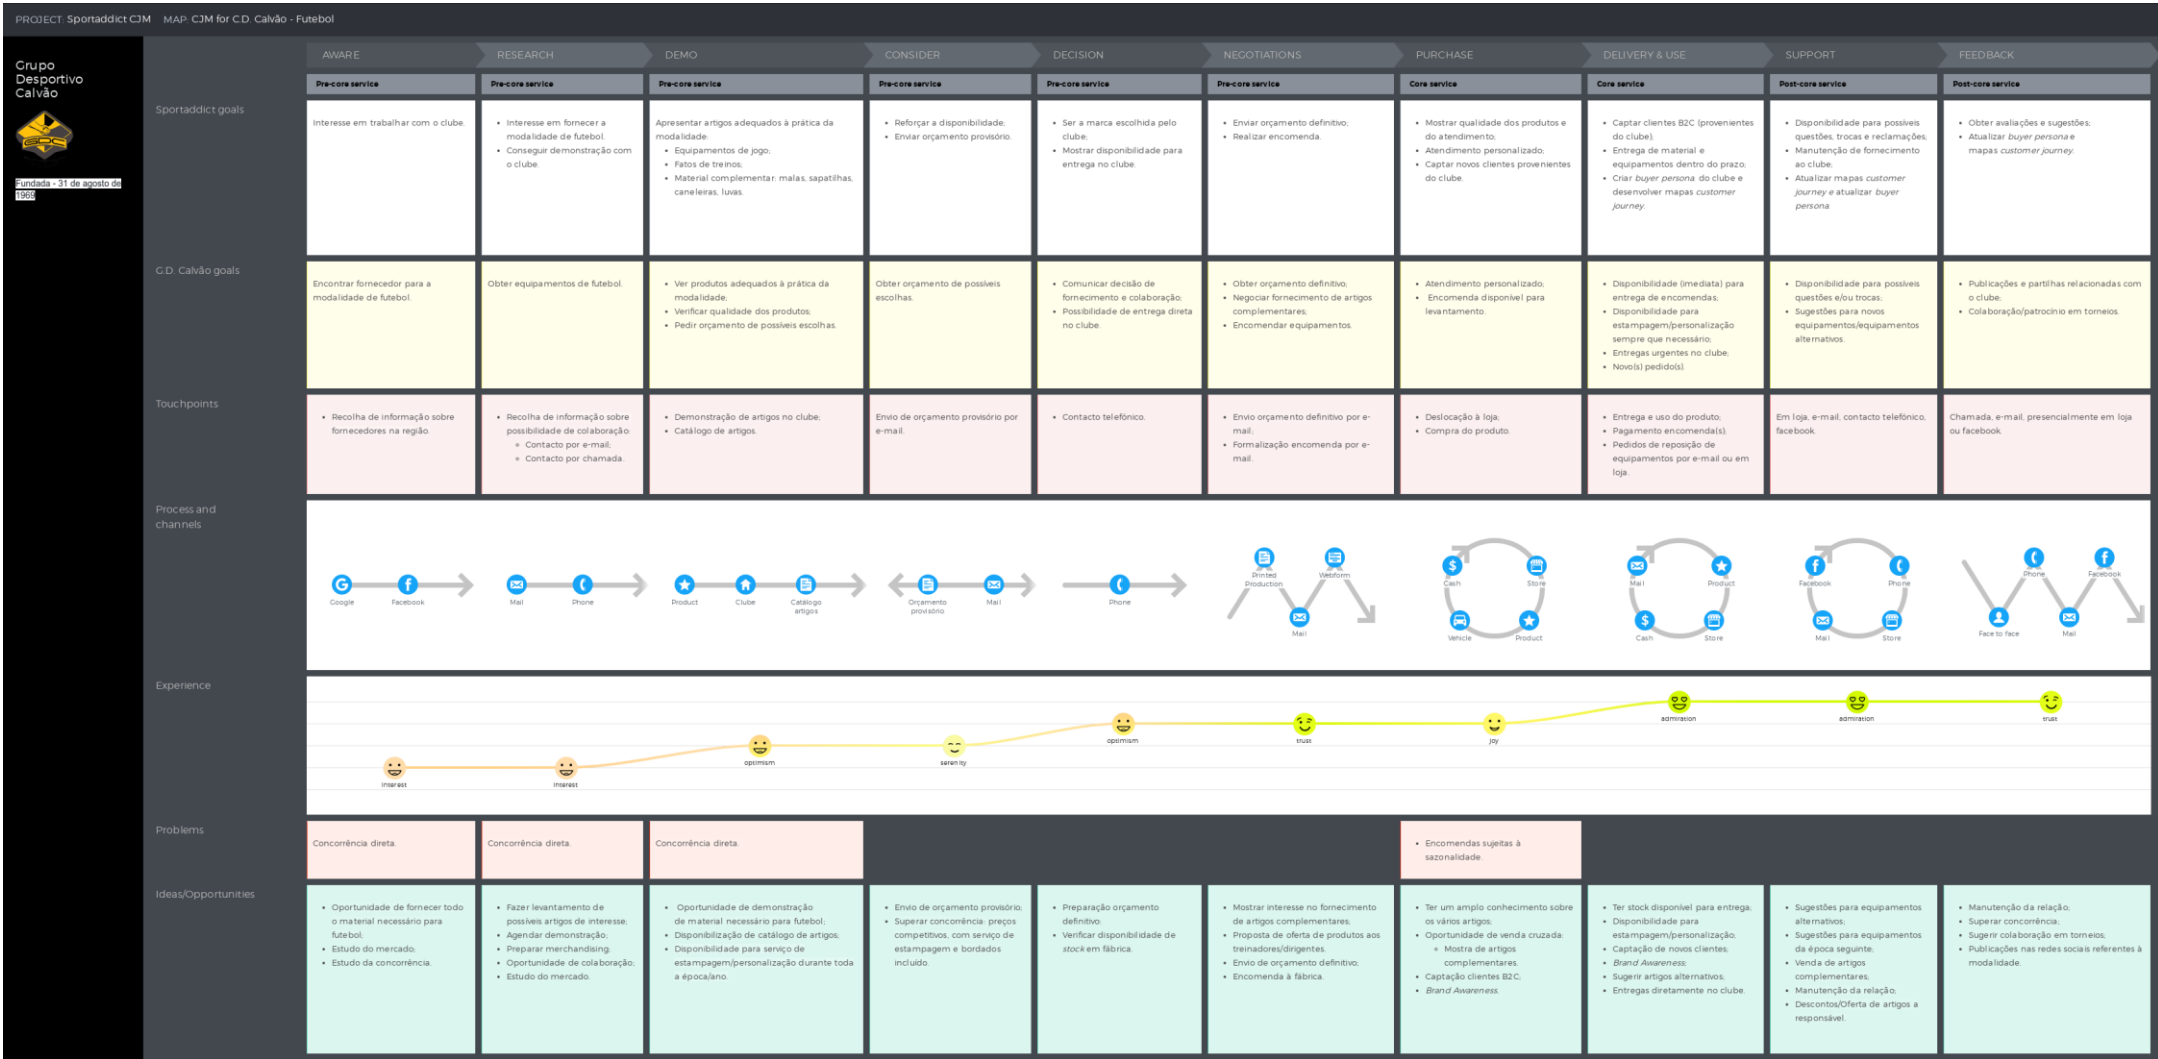 PROJECT: Sportaddict CJM MAP: CJM for C.D. Calvão - Futebol
Grupo
Desportivo
Calvão
GDC
Fundada - 31 de agosto de
1969
AWARE
RESEARCH
DEMO
CONSIDER
DECISION
NEGOTIATIONS
PURCHASE
DELIVERY & USE
SUPPORT
FEEDBACK
Pre-core service
Pre-core service
Pre-core service
Pre-core service
Pre-core service
Pre-core service
Core service
Core service
Post-core service
Post-core service
Sportaddict goals
Interesse em trabalhar com o clube.
• Interesse em fornecer a
modalidade de futebol.
• Conseguir demonstração com
o clube.
Apresentar artigos adequados à prática da
modalidade:
• Equipamentos de jogo;
• Fatos de treinos;
• Material complementar: malas, sapatilhas,
caneleiras, luvas.
• Reforçar a disponibilidade;
• Enviar orçamento provisório.
• Ser a marca escolhida pelo
clube;
• Mostrar disponibilidade para
entrega no clube.
• Enviar orçamento definitivo;
• Realizar encomenda.
• Mostrar qualidade dos produtos e
do atendimento;
• Atendimento personalizado;
• Captar novos clientes provenientes
do clube.
• Captar clientes B2C (provenientes
do clube);
• Entrega de material e
equipamentos dentro do prazo;
• Criar buyer persona do clube e
desenvolver mapas customer
journey.
• Disponibilidade para possíveis
questões, trocas e reclamações;
• Manutenção de fornecimento
ao clube;
• Atualizar mapas customer
journey e atualizar buyer
persona.
• Obter avaliações e sugestões;
• Atualizar buyer persona e
mapas customer journey.
G.D. Calvão goals
Encontrar fornecedor para a
modalidade de futebol.
Obter equipamentos de futebol.
• Ver produtos adequados à prática da
modalidade;
• Verificar qualidade dos produtos;
• Pedir orçamento de possíveis escolhas.
Obter orçamento de possíveis
escolhas.
• Comunicar decisão de
fornecimento e colaboração;
• Possibilidade de entrega direta
no clube.
• Obter orçamento definitivo;
• Negociar fornecimento de artigos
complementares;
• Encomendar equipamentos.
• Atendimento personalizado;
• Encomenda disponível para
levantamento.
• Disponibilidade (imediata) para
entrega de encomendas;
• Disponibilidade para
estampagem/personalização
sempre que necessário;
• Entregas urgentes no clube;
• Novo(s) pedido(s).
• Disponibilidade para possíveis
questões e/ou trocas;
• Sugestões para novos
equipamentos/equipamentos
alternativos.
• Publicações e partilhas relacionadas com
o clube;
• Colaboração/patrocínio em torneios.
Touchpoints
• Recolha de informação sobre
fornecedores na região.
• Recolha de informação sobre
possibilidade de colaboração:
Contacto por e-mail;
Contacto por chamada.
• Demonstração de artigos no clube;
• Catálogo de artigos.
Envio de orçamento provisório por
e-mail.
• Contacto telefónico.
• Envio orçamento definitivo por e-
mail;
• Formalização encomenda por e-
mail.
• Deslocação à loja;
• Compra do produto.
• Entrega e uso do produto;
• Pagamento encomenda(s);
• Pedidos de reposição de
equipamentos por e-mail ou em
loja.
Em loja, e-mail, contacto telefónico,
facebook.
Chamada, e-mail, presencialmente em loja
ou facebook.
Process and
channels
Google
Facebook
Mail
Phone
Product
Clube
Catálogo
artigos
Orçamento
provisório
Mail
Phone
Printed
Production
Webform
Mail
Cash
Store
Vehicle
Product
Mail
Product
Cash
Store
Facebook
Phone
Mail
Store
Phone
Facebook
Face to face
Mail
Experience
interest
interest
optimism
serenity
optimism
trust
joy
admiration
admiration
trust
Problems
Concorrência direta.
Concorrência direta.
Concorrência direta.
• Encomendas sujeitas à
sazonalidade.
Ideas/Opportunities
• Oportunidade de fornecer todo
o material necessário para
futebol;
• Estudo do mercado;
• Estudo da concorrência.
• Fazer levantamento de
possíveis artigos de interesse;
• Agendar demonstração;
• Preparar merchandising;
• Oportunidade de colaboração;
• Estudo do mercado.
• Oportunidade de demonstração
de material necessário para futebol;
• Disponiblização de catálogo de artigos;
• Disponibilidade para serviço de
estampagem/personalização durante toda
a época/ano.
• Envio de orçamento provisório;
• Superar concorrência: preços
competitivos, com serviço de
estampagem e bordados
incluído.
• Preparação orçamento
definitivo;
• Verificar disponibilidade de
stock em fábrica.
• Mostrar interesse no fornecimento
de artigos complementares;
• Proposta de oferta de produtos aos
treinadores/dirigentes.
• Envio de orçamento definitivo;
• Encomenda à fábrica.
• Ter um amplo conhecimento sobre
os vários artigos;
• Oportunidade de venda cruzada:
Mostra de artigos
complementares.
• Captação clientes B2C;
• Brand Awareness.
• Ter stock disponível para entrega;
• Disponibilidade para
estampagem/personalização;
• Captação de novos clientes;
• Brand Awareness;
• Sugerir artigos alternativos;
• Entregas diretamente no clube.
• Sugestões para equipamentos
alternativos;
• Sugestões para equipamentos
da época seguinte;
• Venda de artigos
complementares;
• Manutenção da relação;
• Descontos/Oferta de artigos a
responsável.
• Manutenção da relação;
• Superar concorrência;
• Sugerir colaboração em torneios;
• Publicações nas redes sociais referentes à
modalidade.